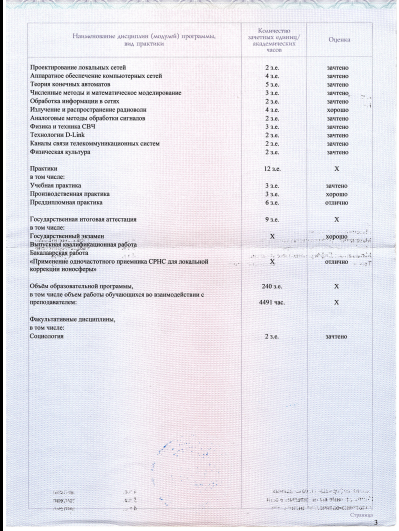 Наименование дисциплин (модулей) программы, вид практики Количество зачетных единиц/академических часов Оценка
Проектирование локальных сетей 2 з.е. зачтено
Аппаратное обеспечение компьютерных сетей 4 з.е. зачтено
Теория конечных автоматов 5 з.е. зачтено
Численные методы и математическое моделирование 3 з.е. зачтено
Обработка информации в сетях 2 з.е. зачтено
Излучение и распространение радиоволн 4 з.е. хорошо
Аналоговые методы обработки сигналов 2 з.е. зачтено
Физика и техника СВЧ 3 з.е. зачтено
Технологии D-Link 2 з.е. зачтено
Каналы связи телекоммуникационных систем 2 з.е. зачтено
Физическая культура 2 з.е. зачтено
Практики 12 з.е. X
в том числе:
Учебная практика 3 з.е. зачтено
Производственная практика 3 з.е. хорошо
Преддипломная практика 6 з.е. отлично
Государственная итоговая аттестация 9 з.е. X
в том числе:
Государственный экзамен X хорошо
Выпускная квалификационная работа
Бакалаврская работа
«Применение одночастотного приемника СРНС для локальной X отлично
коррекции ионосферы»
Объём образовательной программы, 240 з.е. X
в том числе объем работы обучающихся во взаимодействии с
преподавателем: 4491 час. X
Факультативные дисциплины,
в том числе:
Социология 2 з.е. зачтено
Страница
3